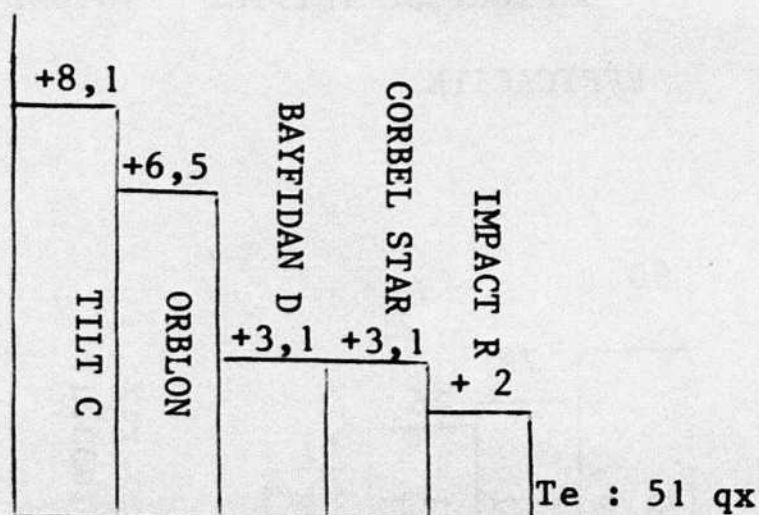 +8,1
TILT C
+6,5
ORBLON
BAYFIDAN D
+3,1
CORBEL STAR
+3,1
IMPACT R
+ 2
Te : 51 qx